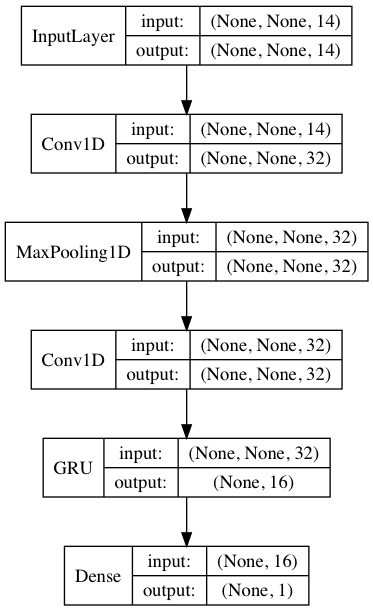 InputLayer
input: (None, None, 14)
output: (None, None, 14)
Conv1D
input: (None, None, 14)
output: (None, None, 32)
MaxPooling1D
input: (None, None, 32)
output: (None, None, 32)
Conv1D
input: (None, None, 32)
output: (None, None, 32)
GRU
input: (None, None, 32)
output: (None, 16)
Dense
input: (None, 16)
output: (None, 1)